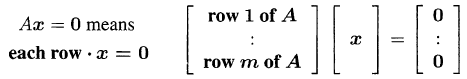 Ax = 0 means
each row · x = 0
row 1 of A
:
row m of A
x
=
0
:
0